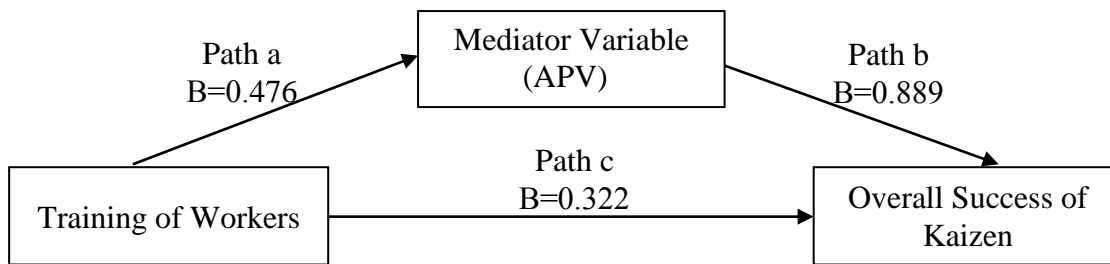 Path a
B=0.476
Mediator Variable
(APV)
Path b
B=0.889
Training of Workers
Path c
B=0.322
Overall Success of
Kaizen